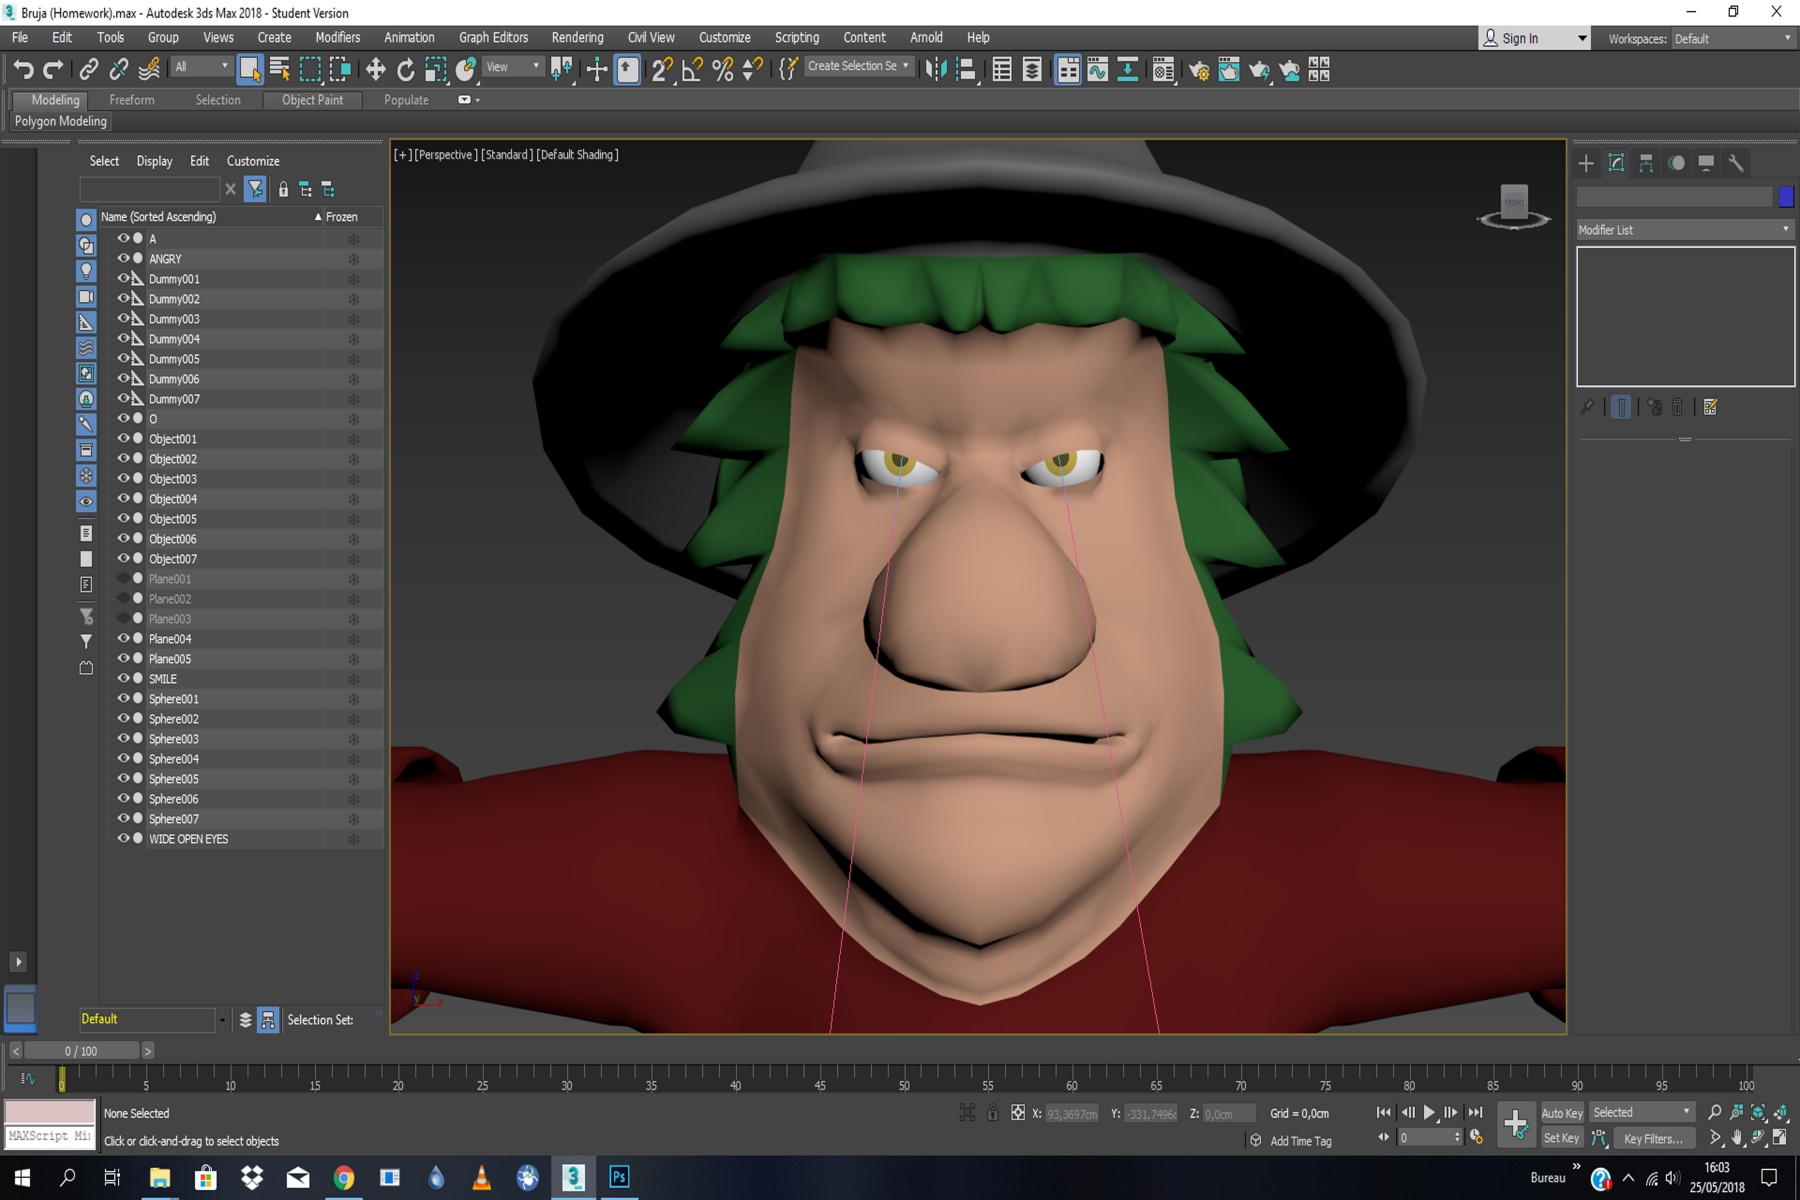 Bruja (Homework).max - Autodesk 3ds Max 2018 - Student Version
File Edit Tools Group Views Create Modifiers Animation Graph Editors Rendering Civil View Customize Scripting Content Arnold Help
Sign In Workspaces: Default
All View Create Selection Se
Modeling Freeform Selection Object Paint Populate
Polygon Modeling
Select Display Edit Customize
[+] [Perspective ] [Standard ] [Default Shading ]
FRONT
Name (Sorted Ascending) Frozen
A
ANGRY
Dummy001
Dummy002
Dummy003
Dummy004
Dummy005
Dummy006
Dummy007
O
Object001
Object002
Object003
Object004
Object005
Object006
Object007
Plane001
Plane002
Plane003
Plane004
Plane005
SMILE
Sphere001
Sphere002
Sphere003
Sphere004
Sphere005
Sphere006
Sphere007
WIDE OPEN EYES
Modifier List
z
y x
Default Selection Set:
0 / 100
0 5 10 15 20 25 30 35 40 45 50 55 60 65 70 75 80 85 90 95 100
None Selected
X: 93,3697cm Y: -331,7496c Z: 0,0cm Grid = 0,0cm
Auto Key Selected
MAXScript Mi
Click or click-and-drag to select objects
Add Time Tag
0
Set Key Key Filters...
Ps
Bureau
16:03
25/05/2018